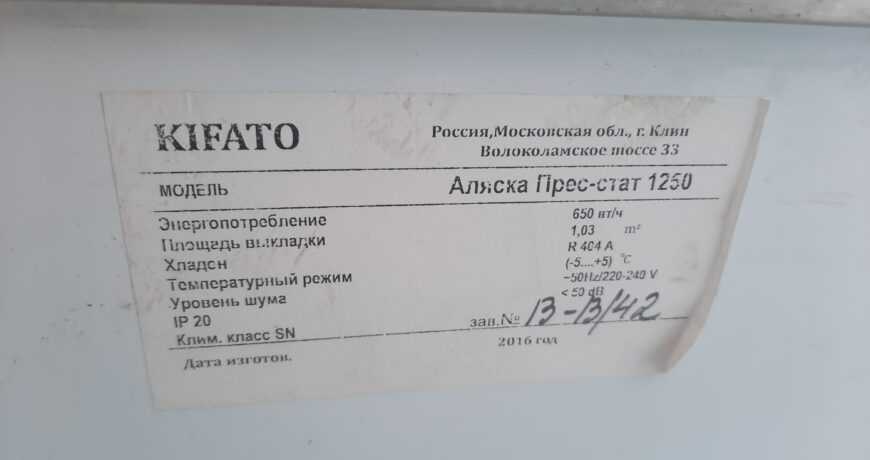 KIFATO
Россия,Московская обл., г. Клин
Волоколамское шоссе 33
МОДЕЛЬ Аляска Прес-стат 1250
Энергопотребление 650 вт/ч
Площадь выкладки 1,03 m²
Хладон R 404 A
Температурный режим (-5....+5) °C
~50Hz/220-240 V
Уровень шума < 50 dB
IP 20
Клим. класс SN зав.№ 13-В/42
Дата изготов. 2016 год